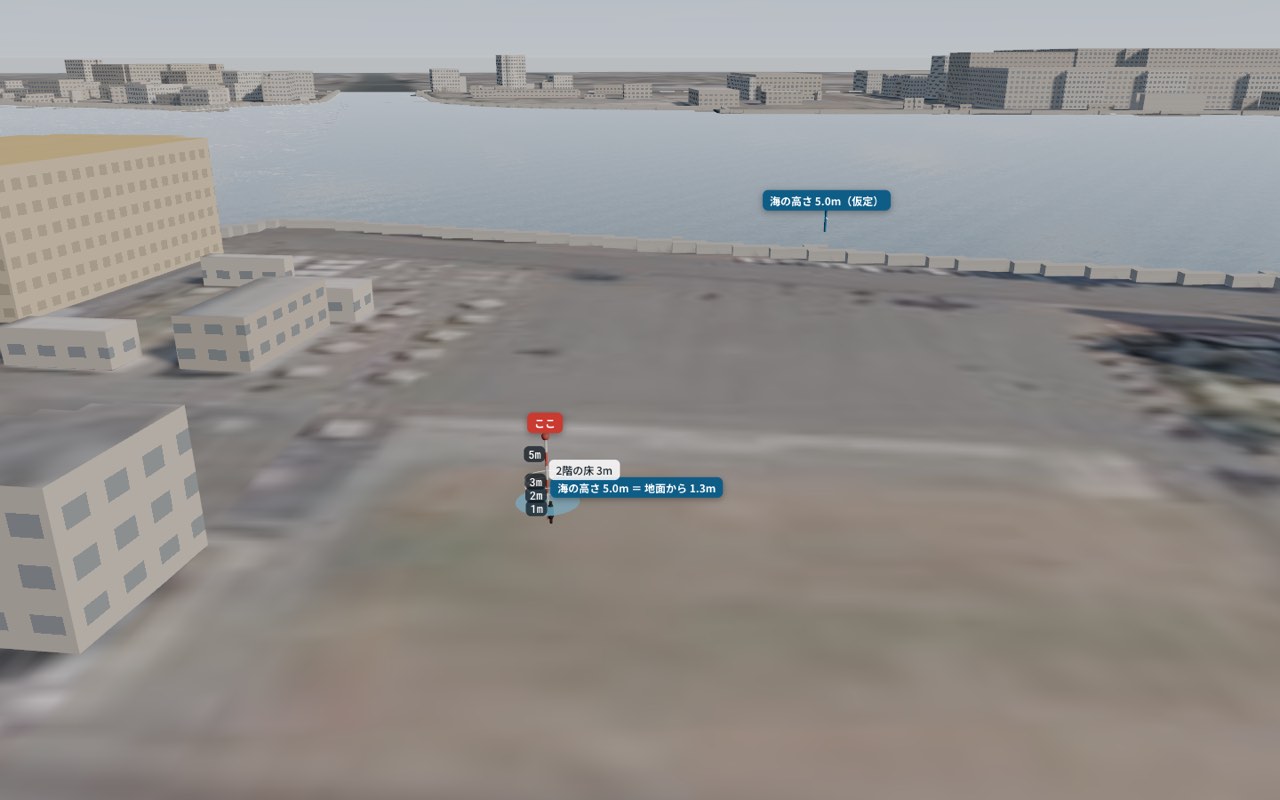 海の高さ 5.0m（仮定）
ここ
5m
2階の床 3m
3m
海の高さ 5.0m ＝ 地面から 1.3m
2m
1m